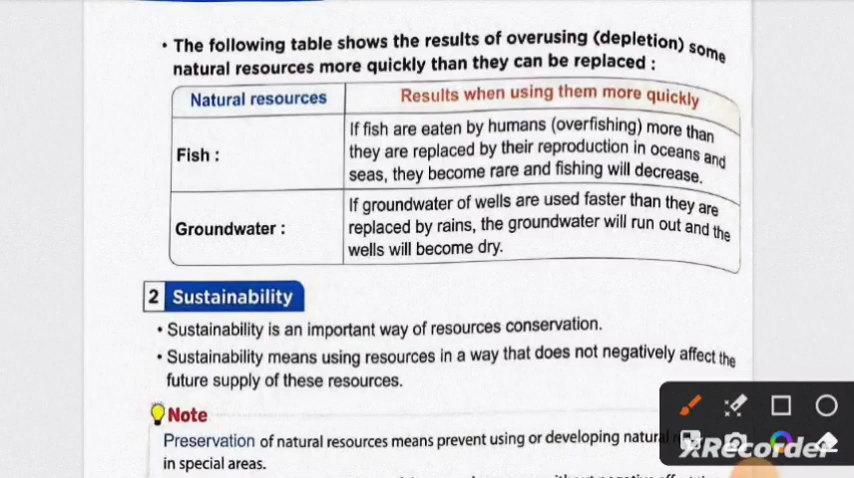 • The following table shows the results of overusing (depletion) some
natural resources more quickly than they can be replaced :
Natural resources
Results when using them more quickly
Fish :
If fish are eaten by humans (overfishing) more than
they are replaced by their reproduction in oceans and
seas, they become rare and fishing will decrease.
Groundwater :
If groundwater of wells are used faster than they are
replaced by rains, the groundwater will run out and the
wells will become dry.
2 Sustainability
• Sustainability is an important way of resources conservation.
• Sustainability means using resources in a way that does not negatively affect the
future supply of these resources.
Note
Preservation of natural resources means prevent using or developing natural
in special areas.
XRecorder